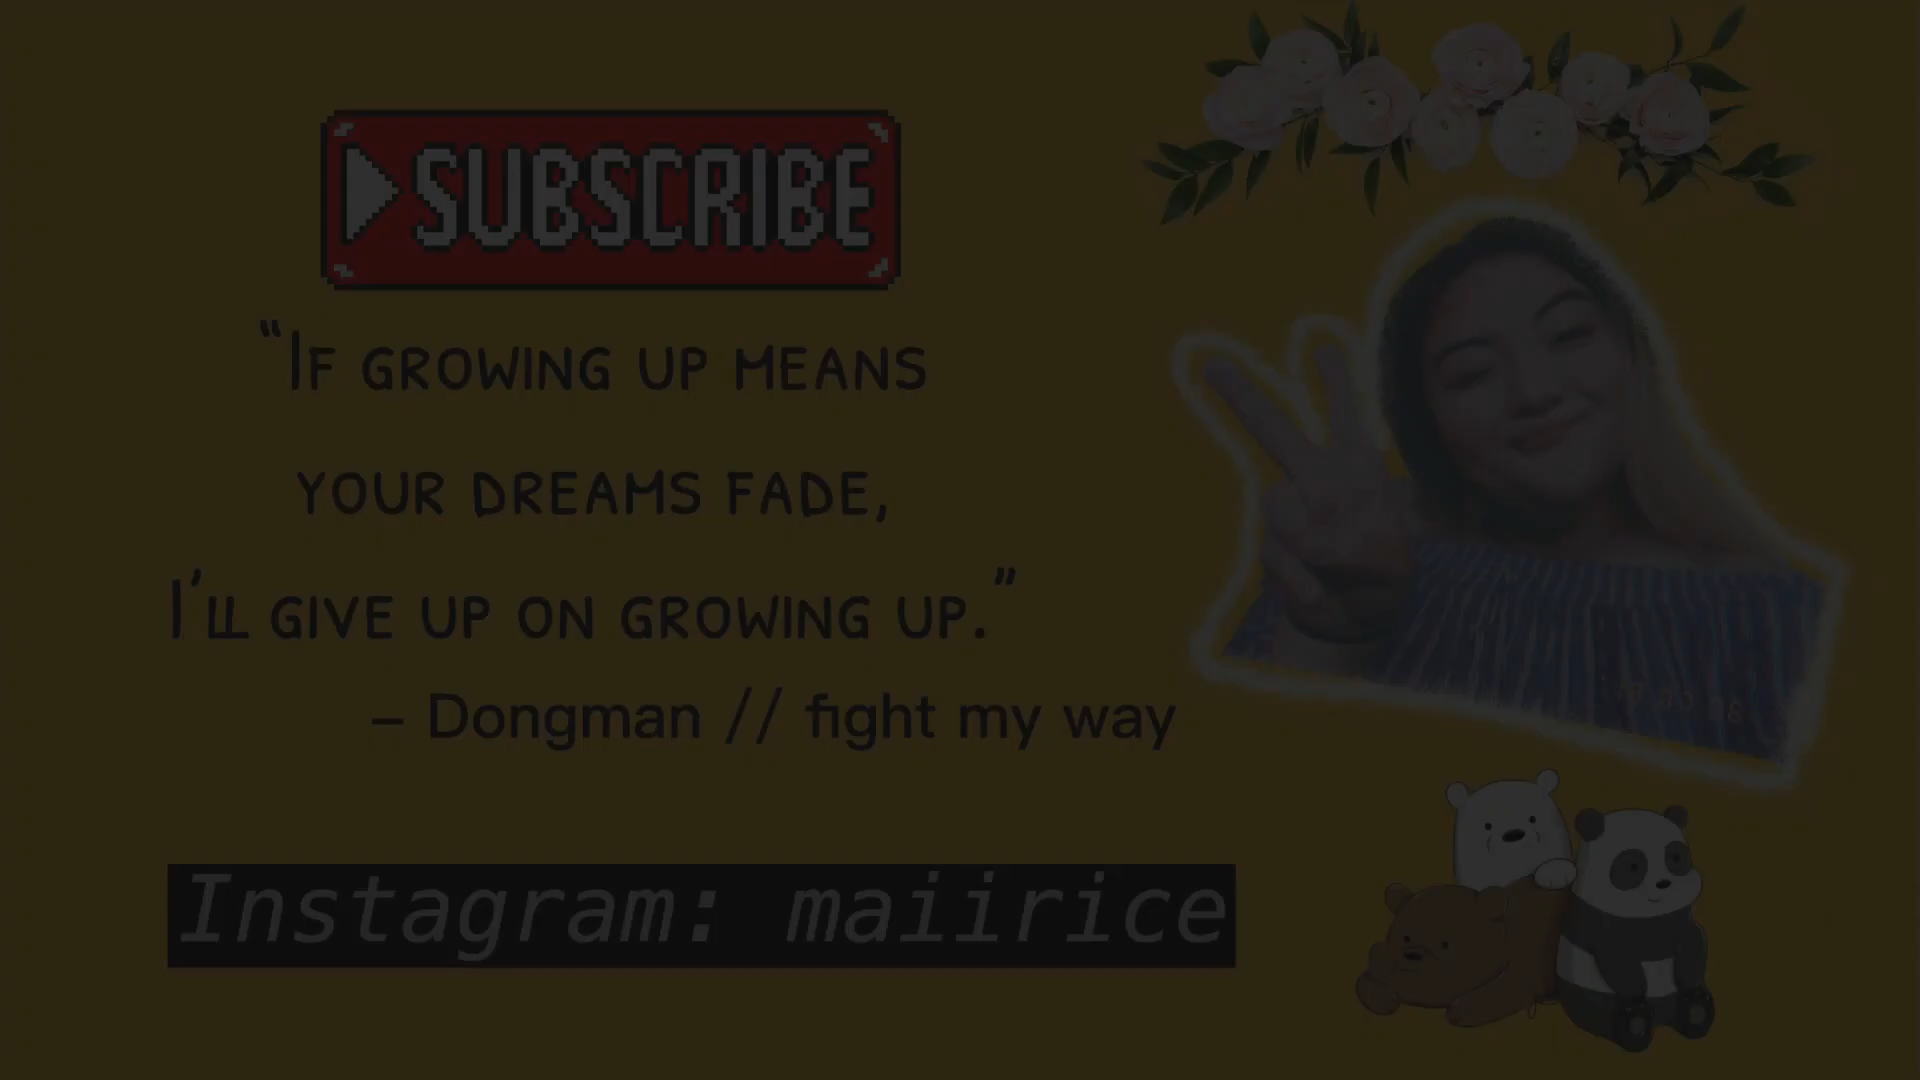 SUBSCRIBE
“If growing up means
your dreams fade,
I’ll give up on growing up.”
– Dongman // fight my way
Instagram: maiirice